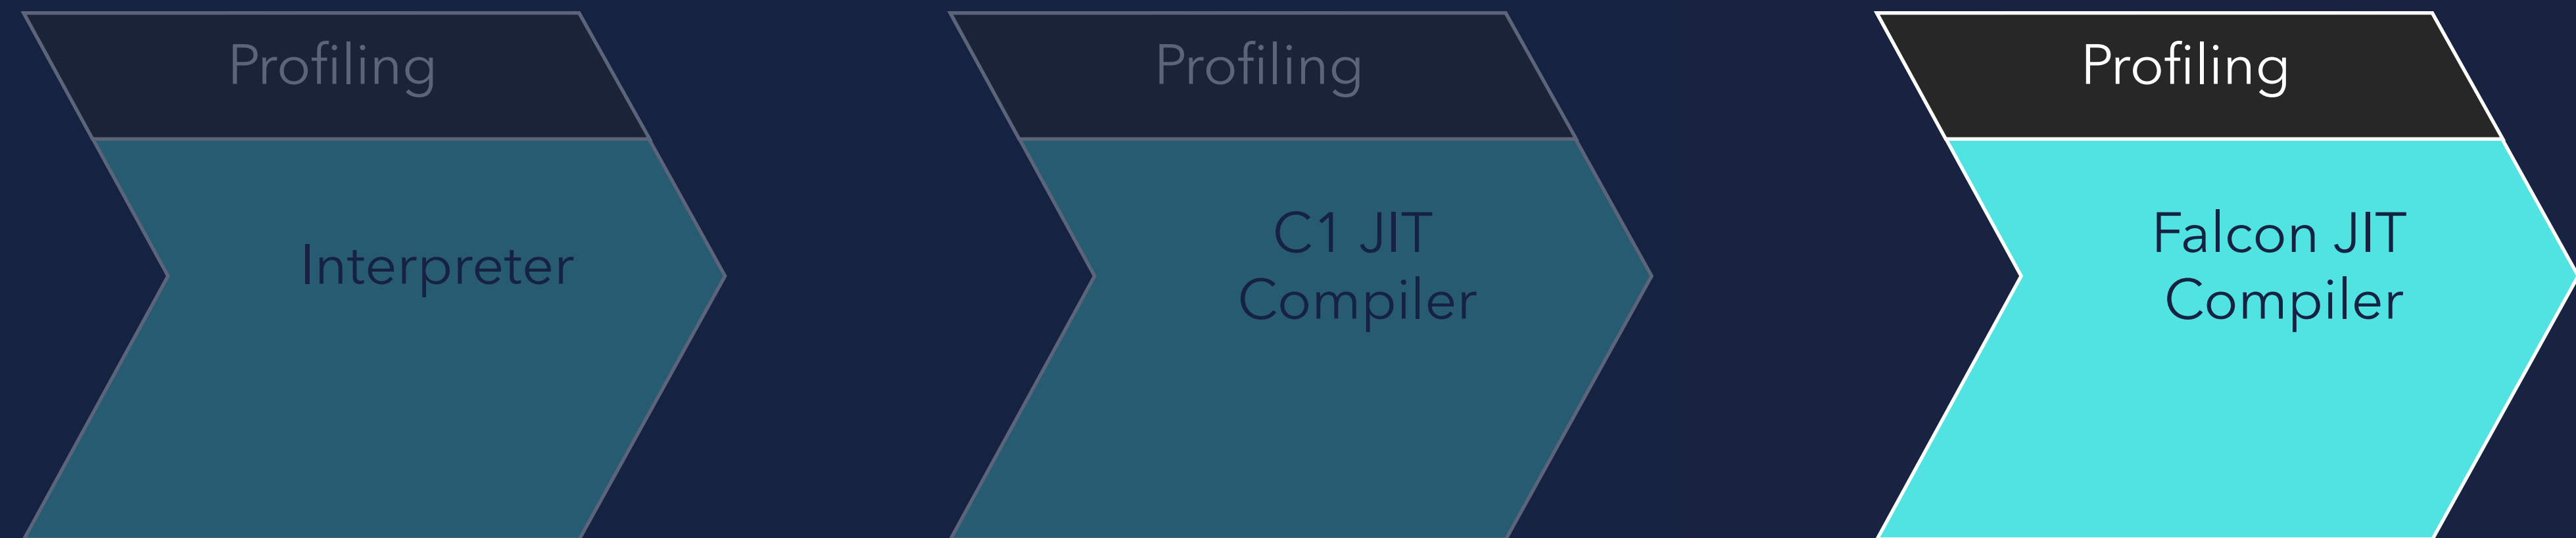 Profiling
Interpreter
Profiling
C1 JIT
Compiler
Profiling
Falcon JIT
Compiler